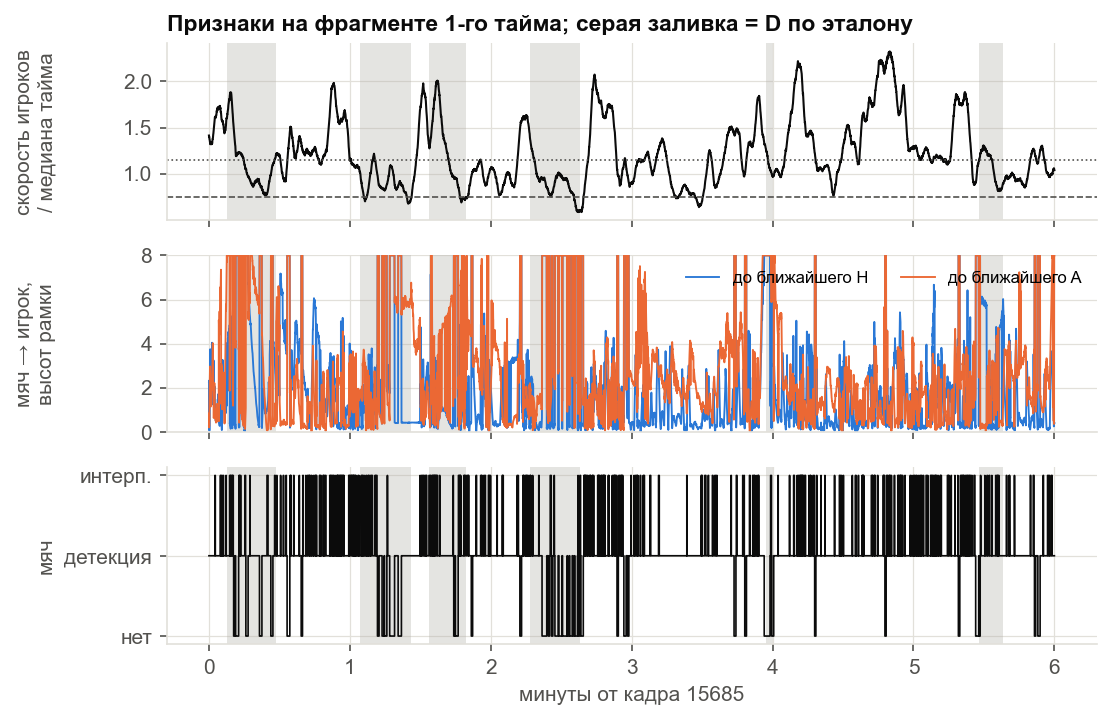 Признаки на фрагменте 1-го тайма; серая заливка = D по эталону
скорость игроков
/ медиана тайма
2.0
1.5
1.0
мяч → игрок,
высот рамки
8
6
4
2
0
до ближайшего H
до ближайшего A
мяч
интерп.
детекция
нет
0 1 2 3 4 5 6
минуты от кадра 15685